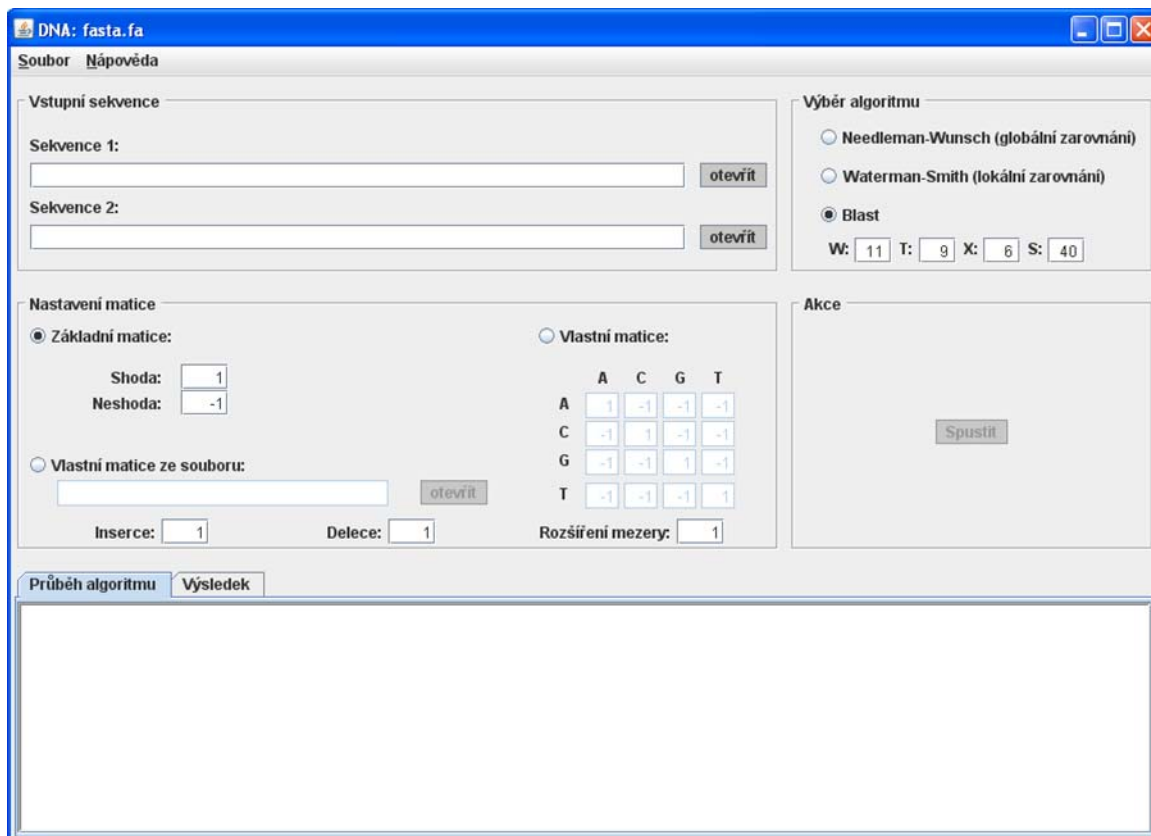 DNA: fasta.fa
Soubor Nápověda
Vstupní sekvence
Sekvence 1:
otevřít
Sekvence 2:
otevřít
Výběr algoritmu
Needleman-Wunsch (globální zarovnání)
Waterman-Smith (lokální zarovnání)
Blast
W: 11 T: 9 X: 6 S: 40
Nastavení matice
Základní matice:
Shoda: 1
Neshoda: -1
Vlastní matice ze souboru:
otevřít
Vlastní matice:
A C G T
A 1 -1 -1 -1
C -1 1 -1 -1
G -1 -1 1 -1
T -1 -1 -1 1
Inserce: 1 Delece: 1 Rozšíření mezery: 1
Akce
Spustit
Průběh algoritmu Výsledek